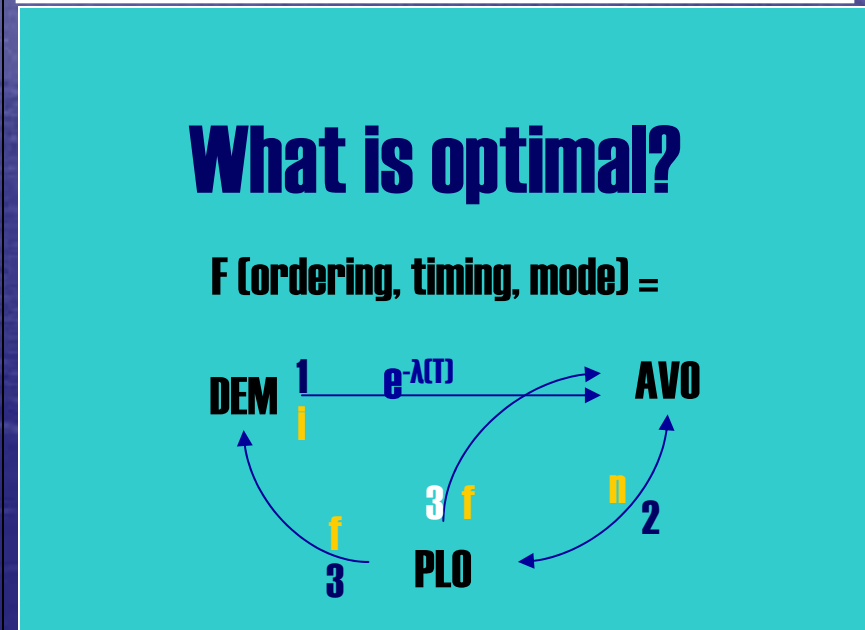 What is optimal?
F (ordering, timing, mode) =
DEM 1 e-λ(T) AVO
i
3 f n
f 2
3 PLO